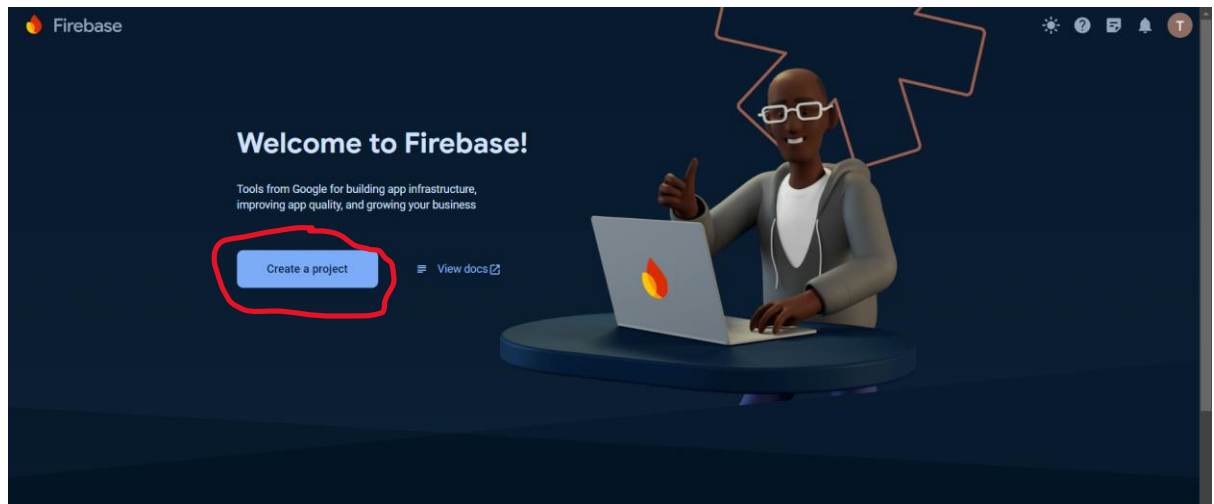 Firebase
T
Welcome to Firebase!
Tools from Google for building app infrastructure,
improving app quality, and growing your business
Create a project
View docs